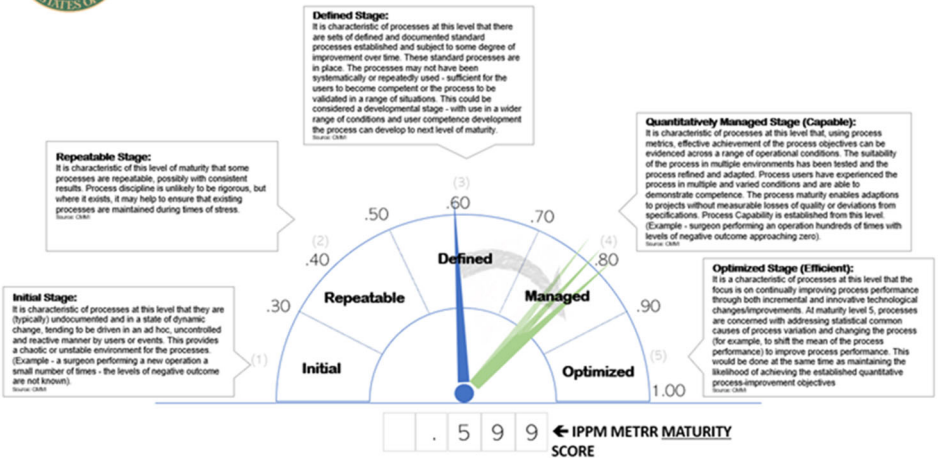 STATES OF
Defined Stage:
It is characteristic of processes at this level that there
are sets of defined and documented standard
processes established and subject to some degree of
improvement over time. These standard processes are
in place. The processes may not have been
systematically or repeatedly used - sufficient for the
users to become competent or the process to be
validated in a range of situations. This could be
considered a developmental stage - with use in a wider
range of conditions and user competence development
the process can develop to next level of maturity.
Source: CMMI
Quantitatively Managed Stage (Capable):
It is characteristic of processes at this level that, using process
metrics, effective achievement of the process objectives can be
evidenced across a range of operational conditions. The suitability
of the process in multiple environments has been tested and the
process refined and adapted. Process users have experienced the
process in multiple and varied conditions and are able to
demonstrate competence. The process maturity enables adaptions
to projects without measurable losses of quality or deviations from
specifications. Process Capability is established from this level.
(Example - surgeon performing an operation hundreds of times with
levels of negative outcome approaching zero).
Source: CMMI
Repeatable Stage:
It is characteristic of this level of maturity that some
processes are repeatable, possibly with consistent
results. Process discipline is unlikely to be rigorous, but
where it exists, it may help to ensure that existing
processes are maintained during times of stress.
Source: CMMI
Initial Stage:
It is characteristic of processes at this level that they are
(typically) undocumented and in a state of dynamic
change, tending to be driven in an ad hoc, uncontrolled
and reactive manner by users or events. This provides
a chaotic or unstable environment for the processes.
(Example - a surgeon performing a new operation a
small number of times - the levels of negative outcome
are not known).
Source: CMMI
Optimized Stage (Efficient):
It is a characteristic of processes at this level that the
focus is on continually improving process performance
through both incremental and innovative technological
changes/improvements. At maturity level 5, processes
are concerned with addressing statistical common
causes of process variation and changing the process
(for example, to shift the mean of the process
performance) to improve process performance. This
would be done at the same time as maintaining the
likelihood of achieving the established quantitative
process-improvement objectives
Source: CMMI
(3)
.50 .60 .70
(2) (4)
.40 Defined .80
.30 Repeatable Managed .90
(1) (5)
Initial Optimized
1.00
. 5 9 9 ← IPPM METRR MATURITY
SCORE